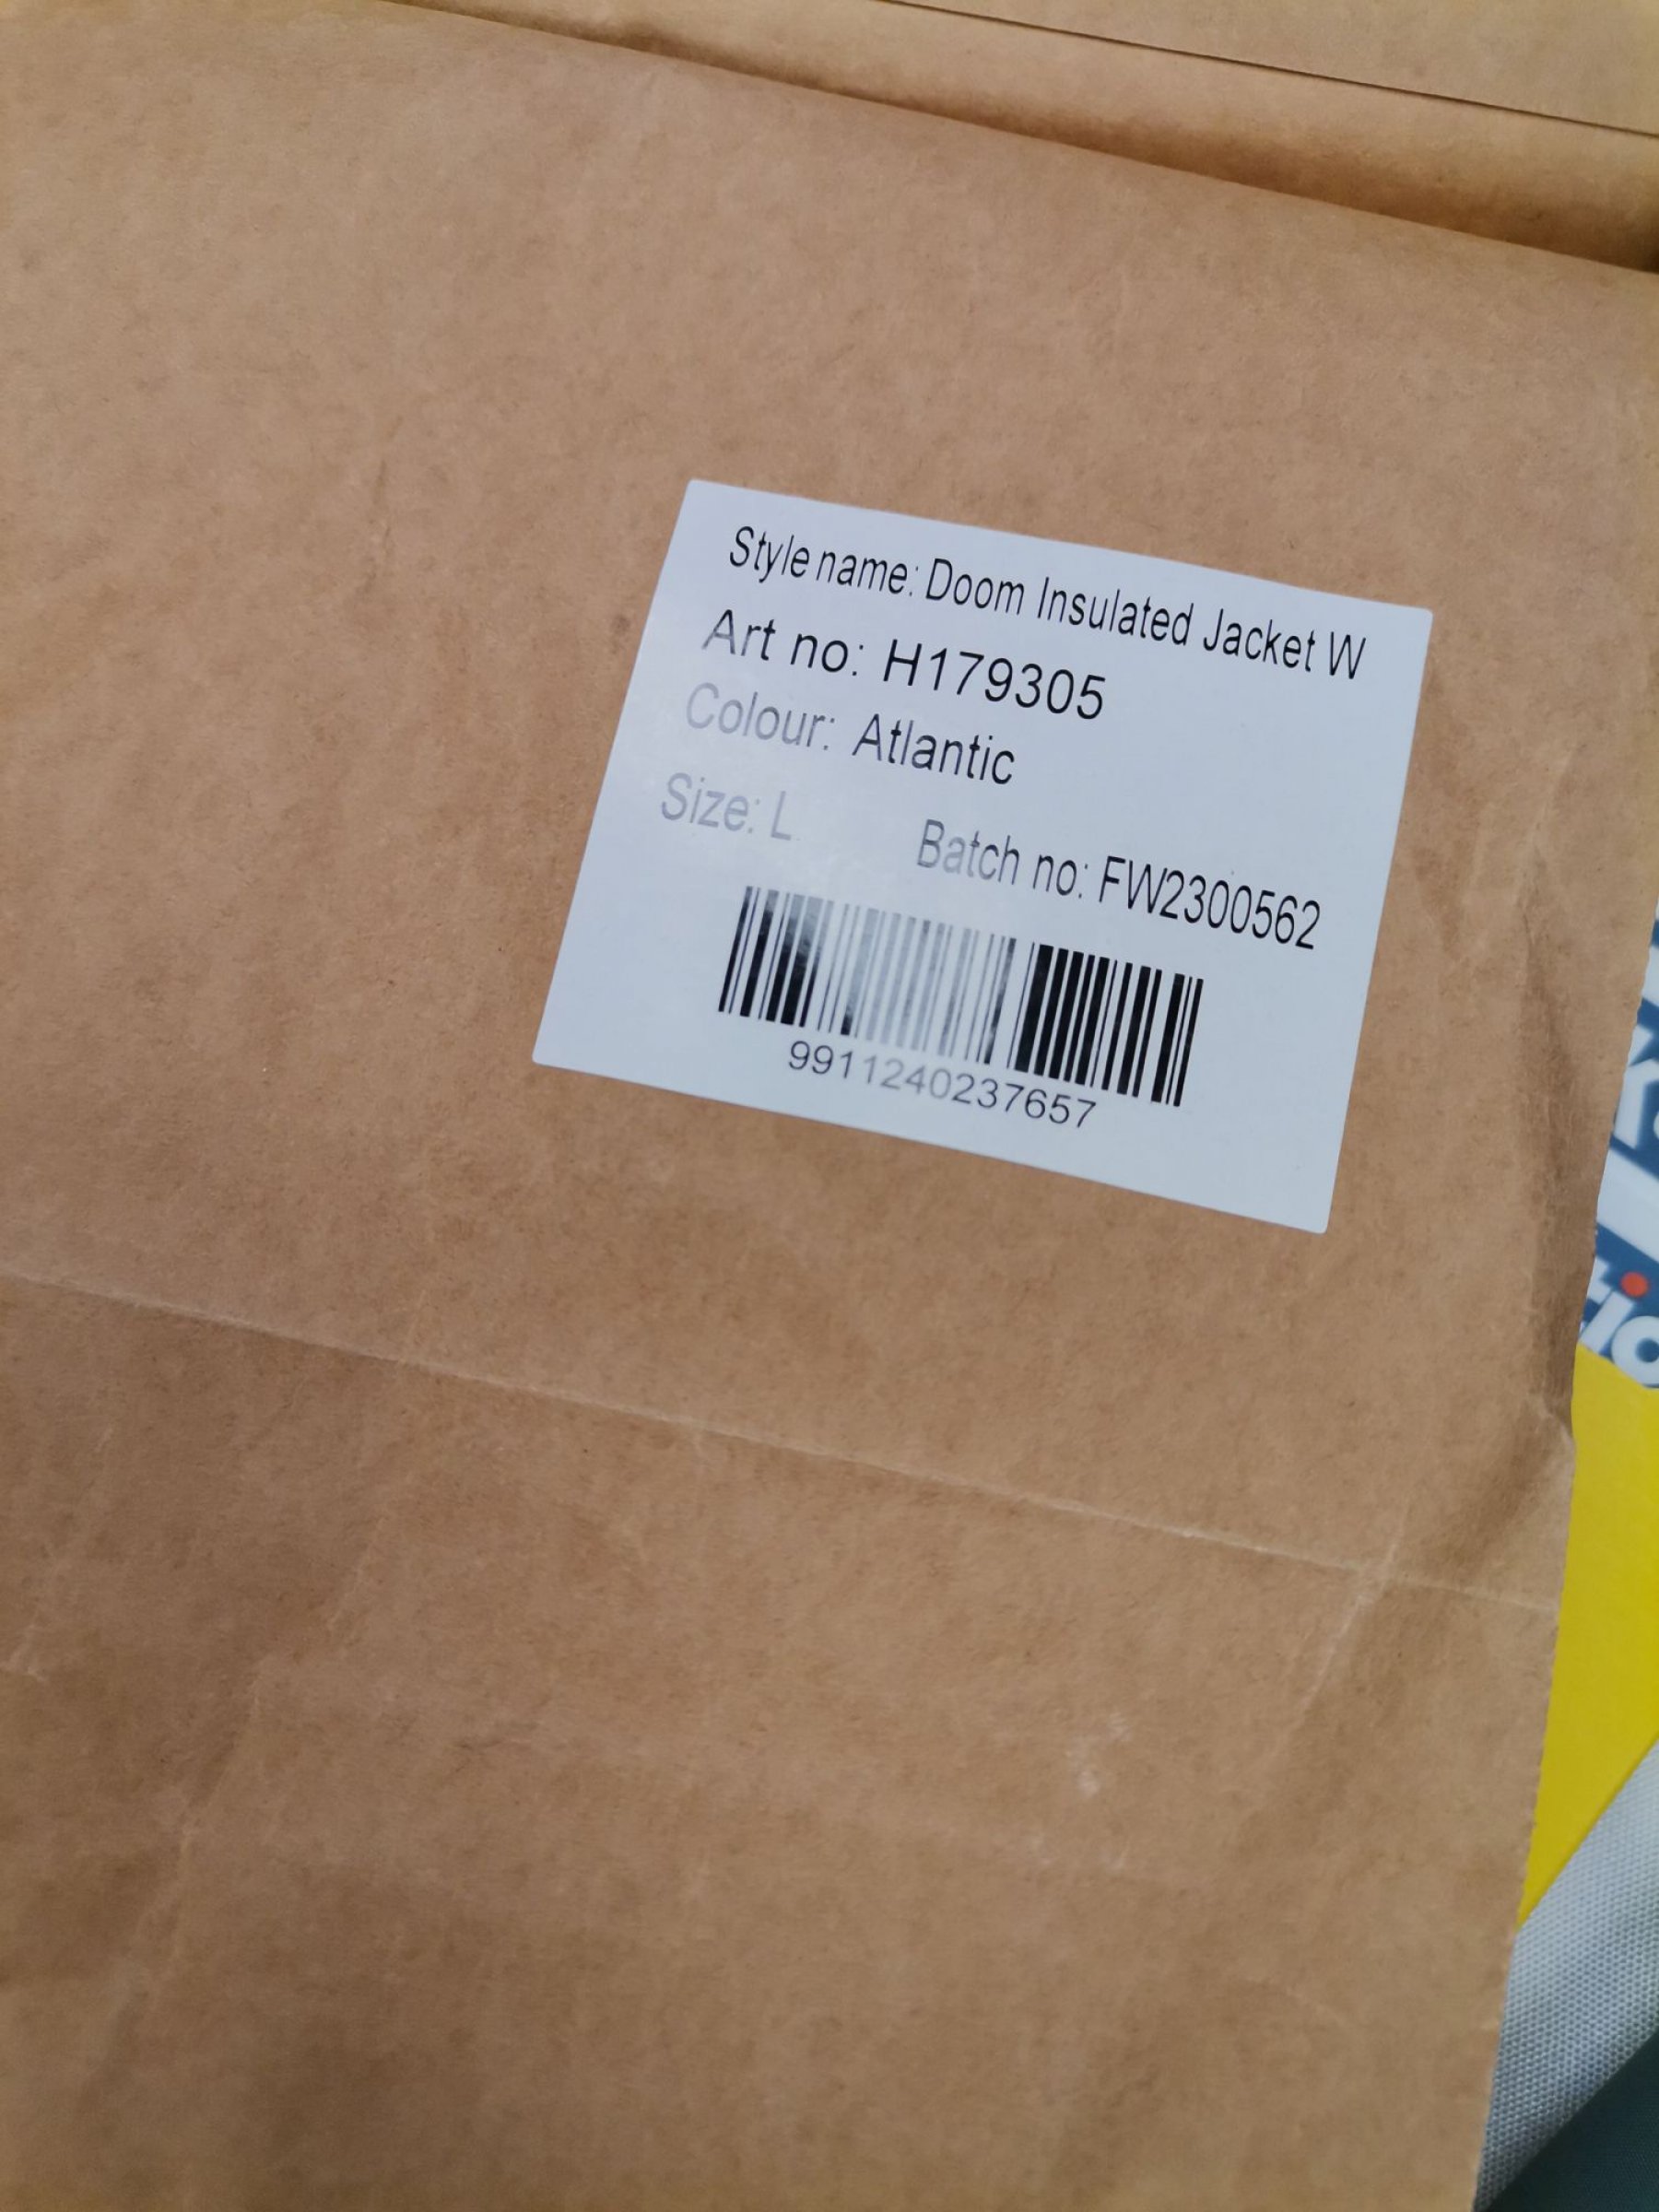 Style name: Doom Insulated Jacket W
Art no: H179305
Colour: Atlantic
Size: L Batch no: FW2300562
9911240237657